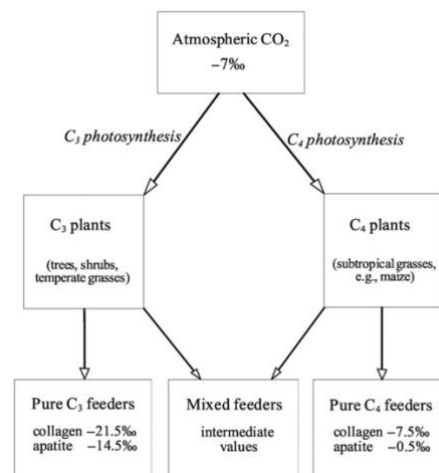 Atmospheric CO₂
−7‰
C₃ photosynthesis
C₄ photosynthesis
C₃ plants
(trees, shrubs,
temperate grasses)
C₄ plants
(subtropical grasses,
e.g., maize)
Pure C₃ feeders
collagen −21.5‰
apatite −14.5‰
Mixed feeders
intermediate
values
Pure C₄ feeders
collagen −7.5‰
apatite −0.5‰